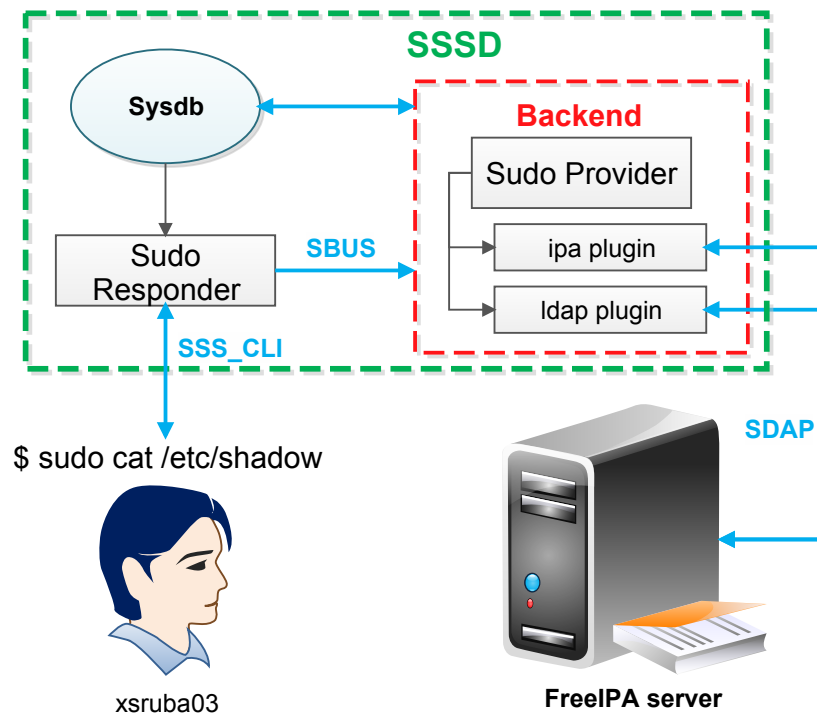 SSSD
Sysdb
Backend
Sudo Provider
SBUS
ipa plugin
Sudo
Responder
ldap plugin
SSS_CLI
$ sudo cat /etc/shadow
SDAP
xsruba03
FreeIPA server